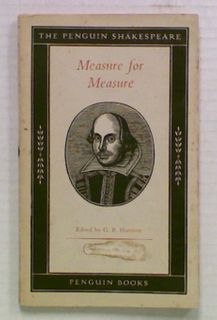 THE PENGUIN SHAKESPEARE
Measure for
Measure
Edited by G. B. Harrison
PENGUIN BOOKS